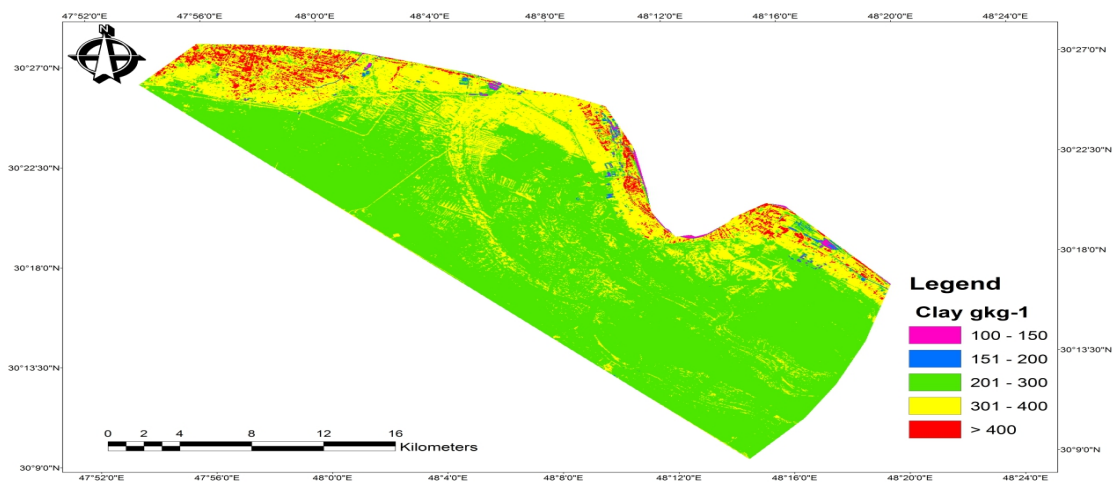 47°52'0"E 47°56'0"E 48°0'0"E 48°4'0"E 48°8'0"E 48°12'0"E 48°16'0"E 48°20'0"E 48°24'0"E
N
30°27'0"N 30°27'0"N
30°22'30"N 30°22'30"N
30°18'0"N 30°18'0"N
Legend
Clay gkg-1
100 - 150
151 - 200
201 - 300
301 - 400
> 400
30°13'30"N 30°13'30"N
0 2 4 8 12 16
Kilometers
30°9'0"N 30°9'0"N
47°52'0"E 47°56'0"E 48°0'0"E 48°4'0"E 48°8'0"E 48°12'0"E 48°16'0"E 48°20'0"E 48°24'0"E